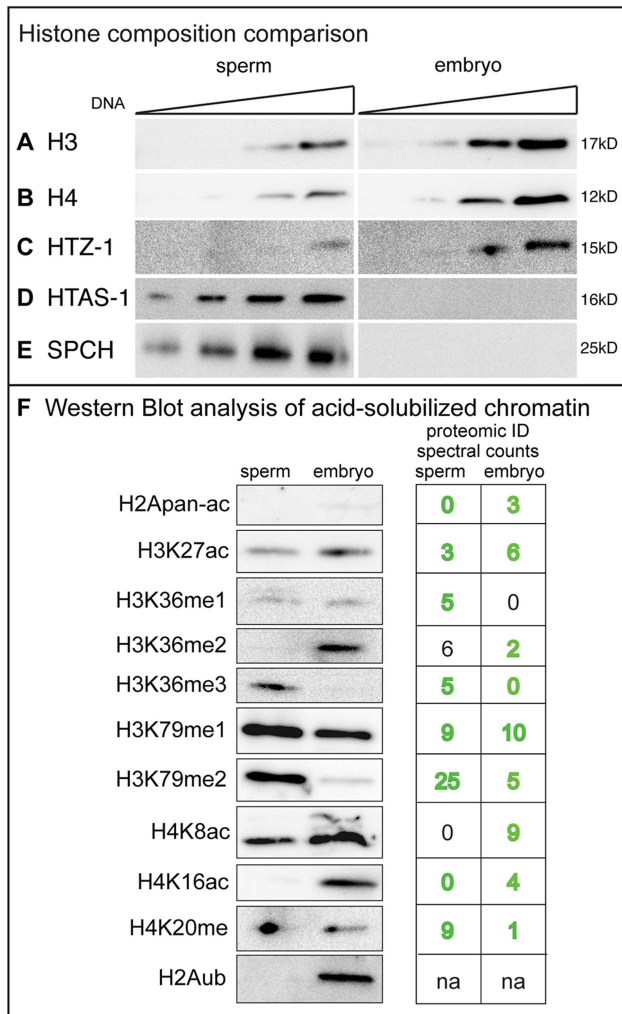 Histone composition comparison
sperm embryo
DNA
A H3 17kD
B H4 12kD
C HTZ-1 15kD
D HTAS-1 16kD
E SPCH 25kD
F Western Blot analysis of acid-solubilized chromatin
proteomic ID
spectral counts
sperm embryo sperm embryo
H2Apan-ac 0 3
H3K27ac 3 6
H3K36me1 5 0
H3K36me2 6 2
H3K36me3 5 0
H3K79me1 9 10
H3K79me2 25 5
H4K8ac 0 9
H4K16ac 0 4
H4K20me 9 1
H2Aub na na